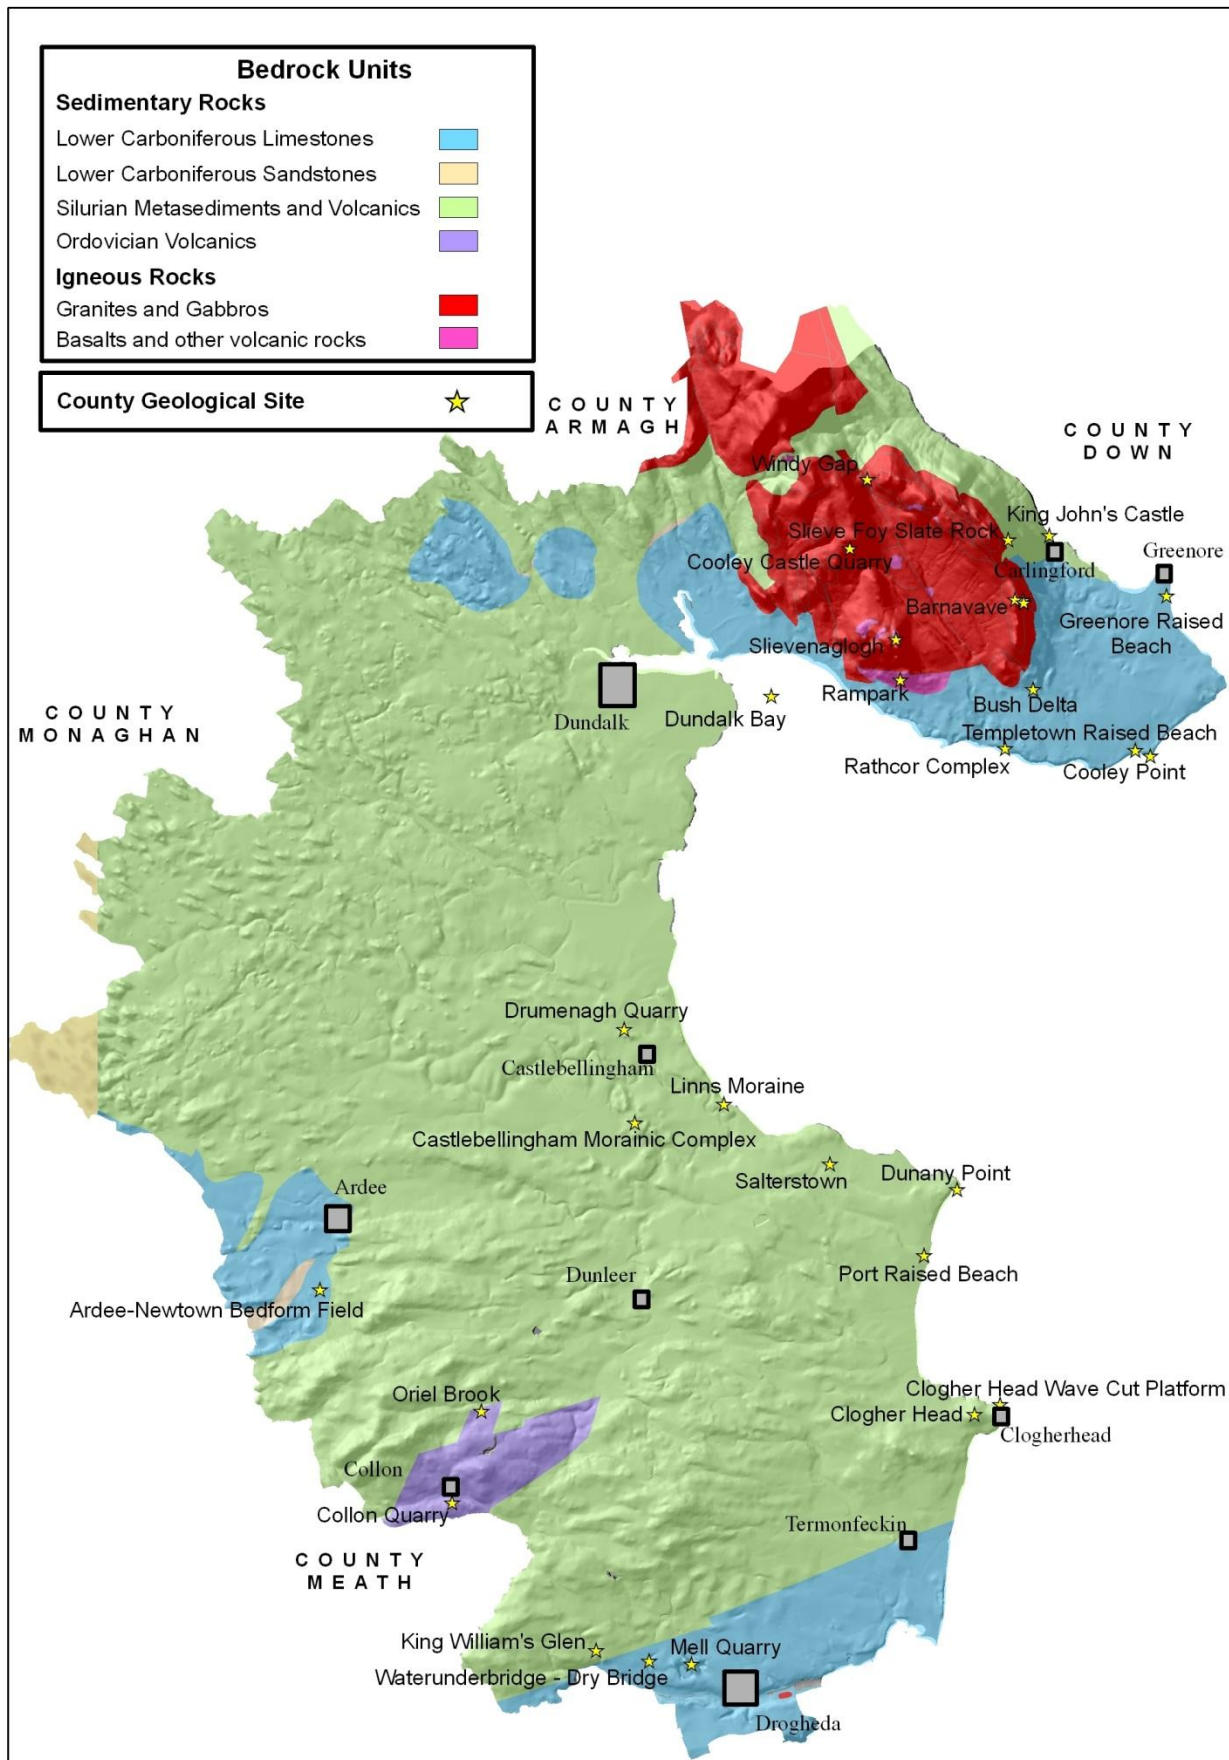 Bedrock Units
Sedimentary Rocks
Lower Carboniferous Limestones
Lower Carboniferous Sandstones
Silurian Metasediments and Volcanics
Ordovician Volcanics
Igneous Rocks
Granites and Gabbros
Basalts and other volcanic rocks
County Geological Site
COUNTY
ARMAGH
COUNTY
DOWN
Windy Gap
King John's Castle
Slieve Foy Slate Rock
Greenore
Cooley Castle Quarry
Carlingford
Barnavave
Greenore Raised
Beach
Slievenaglogh
Rampark
Bush Delta
COUNTY
MONAGHAN
Dundalk
Dundalk Bay
Templetown Raised Beach
Rathcor Complex
Cooley Point
Drumenagh Quarry
Castlebellingham
Linns Moraine
Castlebellingham Morainic Complex
Salterstown
Dunany Point
Ardee
Port Raised Beach
Dunleer
Ardee-Newtown Bedform Field
Oriel Brook
Clogher Head Wave Cut Platform
Clogher Head
Clogherhead
Collon
Collon Quarry
Termonfeckin
COUNTY
MEATH
King William's Glen
Mell Quarry
Waterunderbridge - Dry Bridge
Drogheda